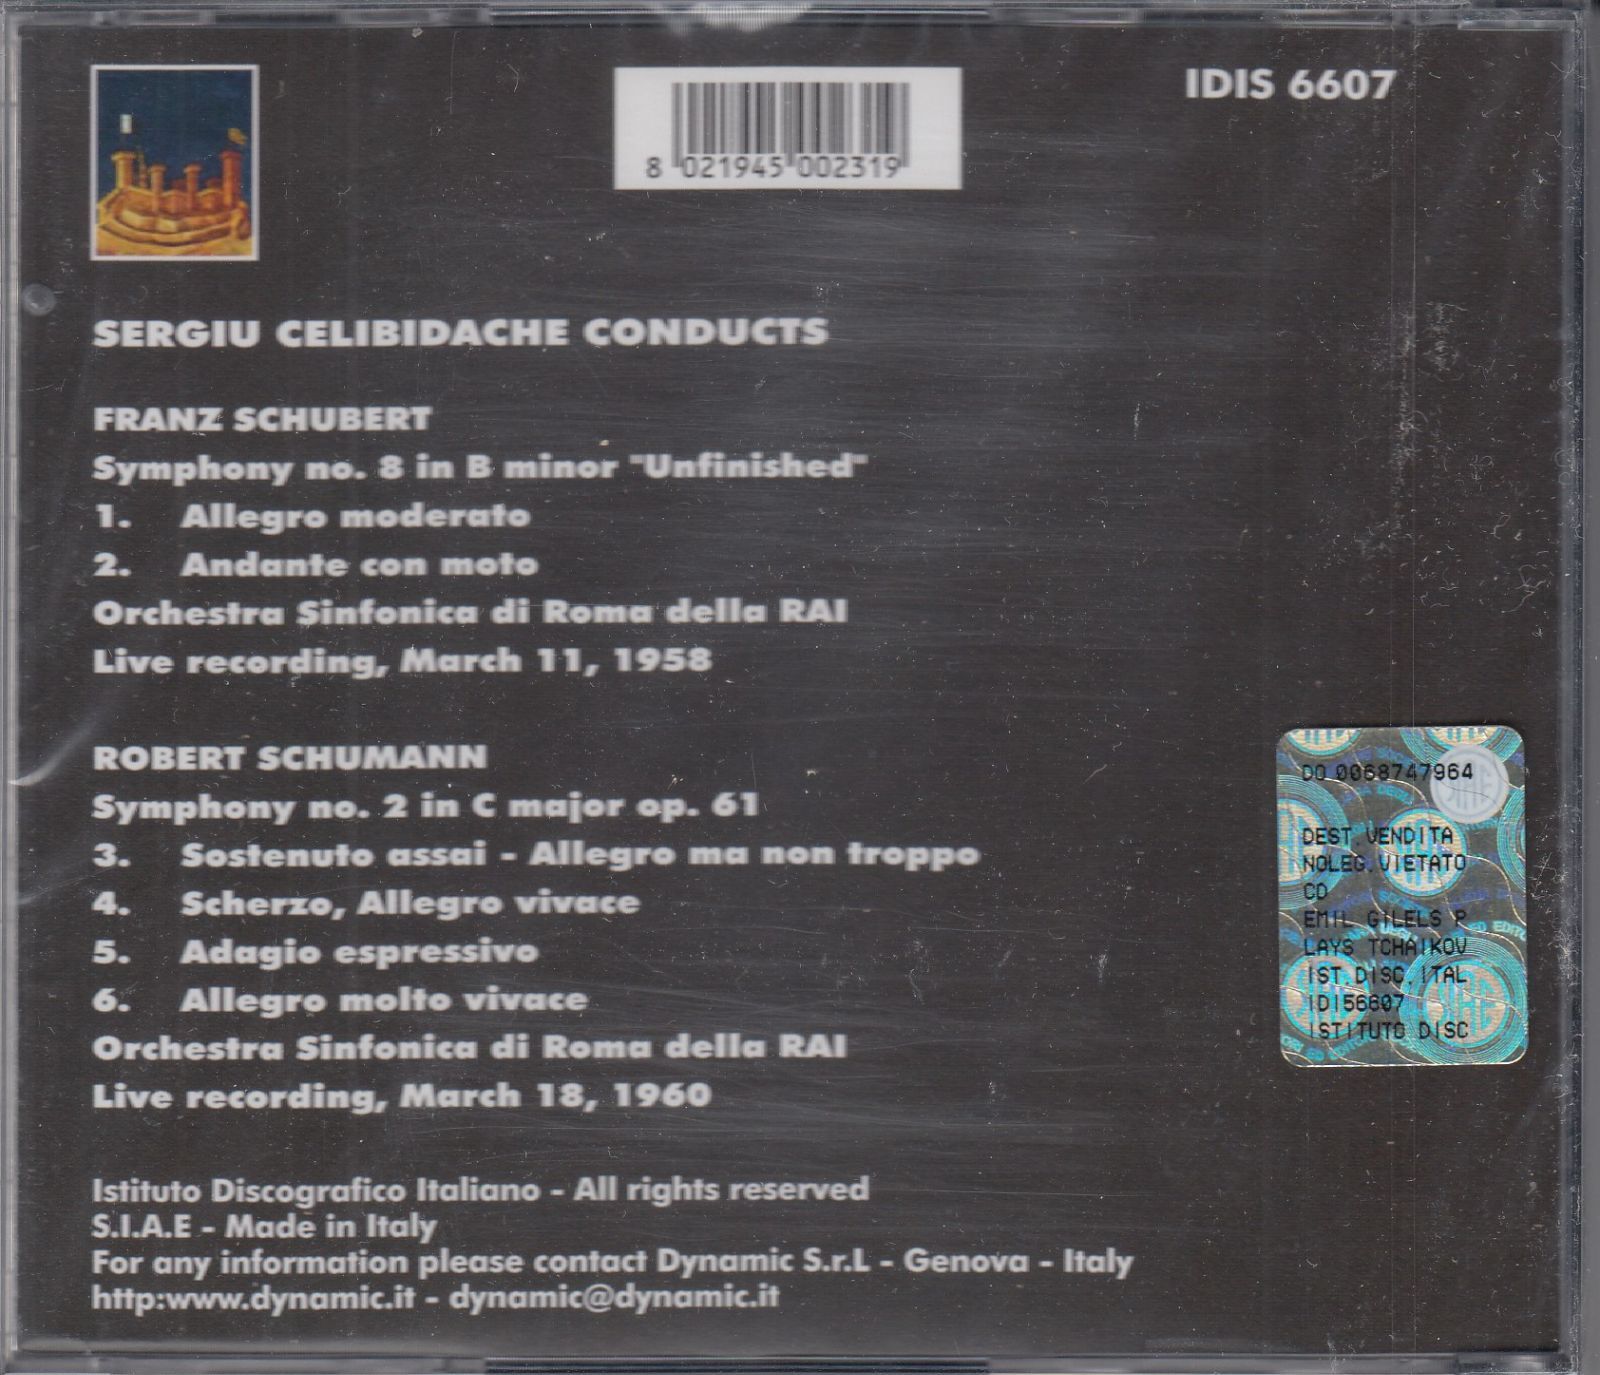 IDIS 6607
8 021945 002319
SERGIU CELIBIDACHE CONDUCTS
FRANZ SCHUBERT
Symphony no. 8 in B minor "Unfinished"
1. Allegro moderato
2. Andante con moto
Orchestra Sinfonica di Roma della RAI
Live recording, March 11, 1958
ROBERT SCHUMANN
Symphony no. 2 in C major op. 61
3. Sostenuto assai - Allegro ma non troppo
4. Scherzo, Allegro vivace
5. Adagio espressivo
6. Allegro molto vivace
Orchestra Sinfonica di Roma della RAI
Live recording, March 18, 1960
DO 0068747964
DEST.VENDITA
NOLEG.VIETATO
CD
EMIL GILELS P
LAYS TCHAIKOV
IST.DISC.ITAL
IDI56607
ISTITUTO DISC
Istituto Discografico Italiano - All rights reserved
S.I.A.E - Made in Italy
For any information please contact Dynamic S.r.L - Genova - Italy
http:www.dynamic.it - dynamic@dynamic.it